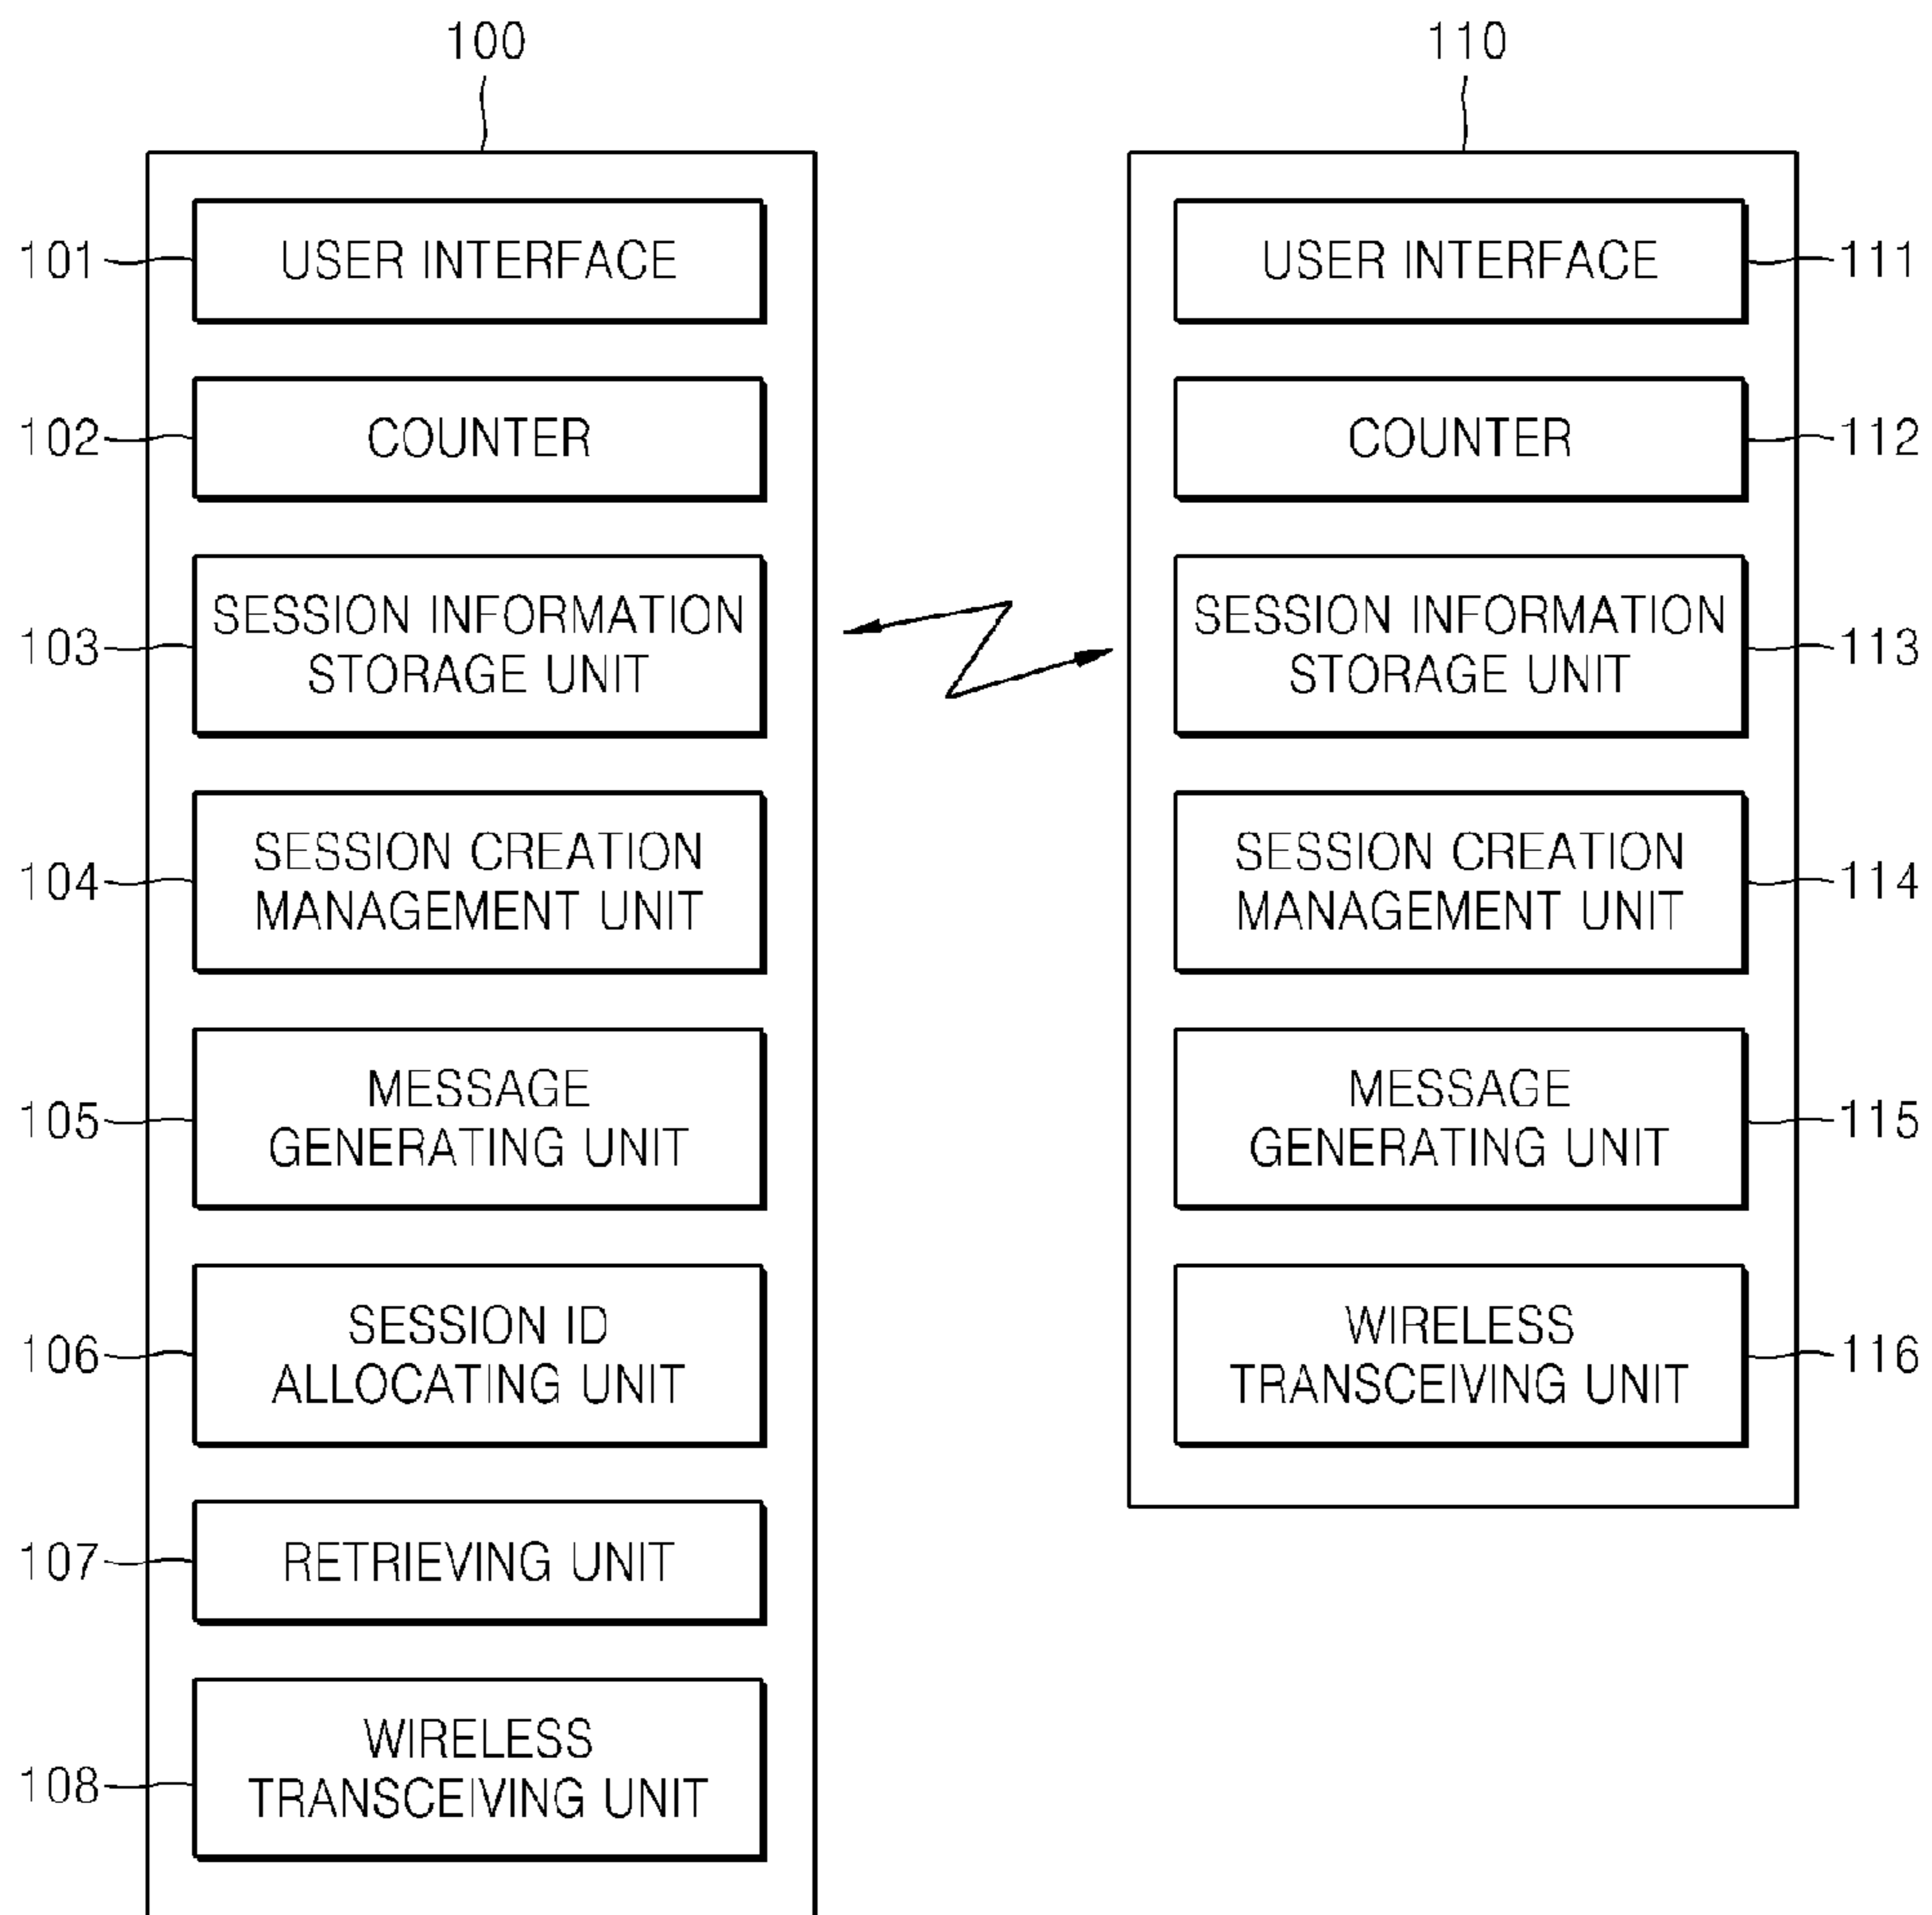 100
101
USER INTERFACE
102
COUNTER
103
SESSION INFORMATION
STORAGE UNIT
104
SESSION CREATION
MANAGEMENT UNIT
105
MESSAGE
GENERATING UNIT
106
SESSION ID
ALLOCATING UNIT
107
RETRIEVING UNIT
108
WIRELESS
TRANSCEIVING UNIT
110
USER INTERFACE
111
COUNTER
112
SESSION INFORMATION
STORAGE UNIT
113
SESSION CREATION
MANAGEMENT UNIT
114
MESSAGE
GENERATING UNIT
115
WIRELESS
TRANSCEIVING UNIT
116